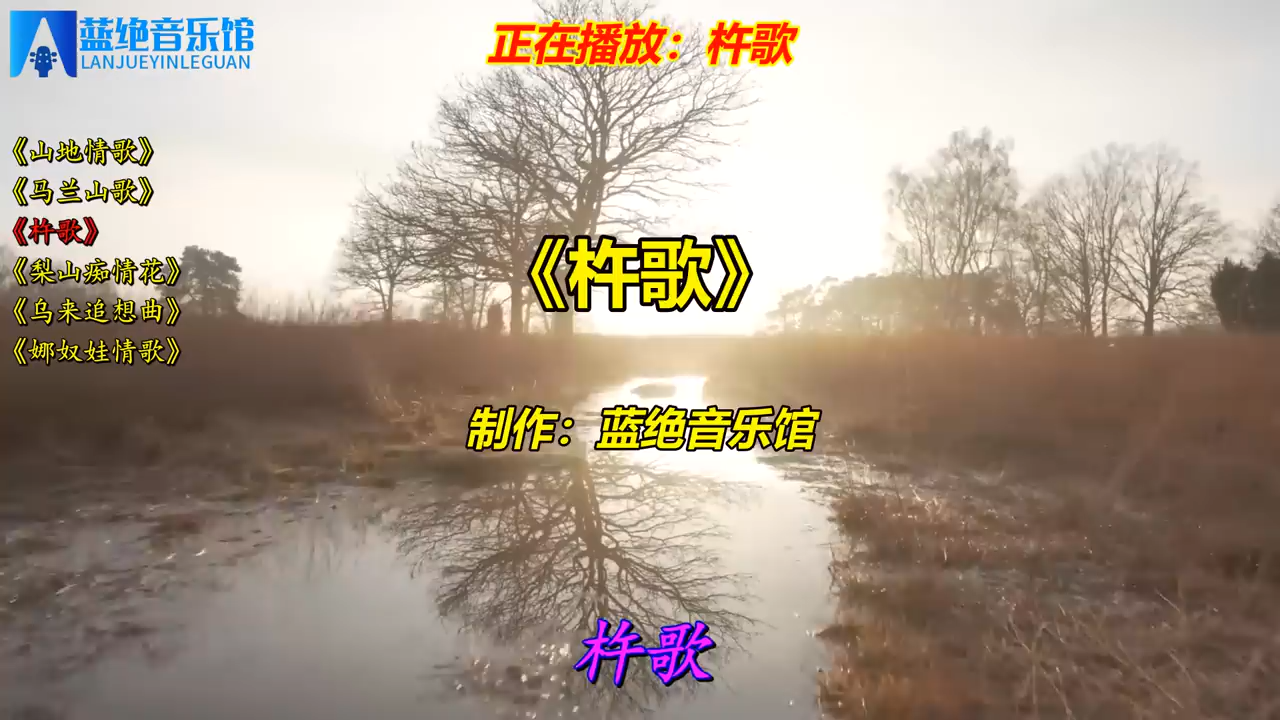 蓝绝音乐馆
LANJUEYINLEGUAN
正在播放：杵歌
《山地情歌》
《马兰山歌》
《杵歌》
《梨山痴情花》
《乌来追想曲》
《娜奴娃情歌》
《杵歌》
制作：蓝绝音乐馆
杵歌